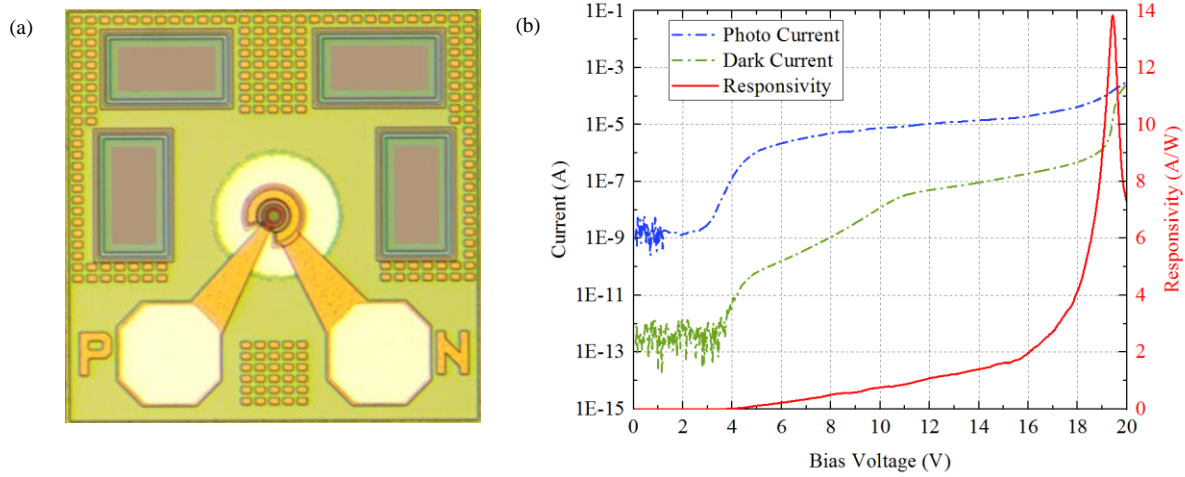 (a)
P
N
(b)
Photo Current
Dark Current
Responsivity
Current (A)
1E-1
1E-3
1E-5
1E-7
1E-9
1E-11
1E-13
1E-15
0 2 4 6 8 10 12 14 16 18 20
Bias Voltage (V)
14
12
10
8
6
4
2
0
Responsivity (A/W)